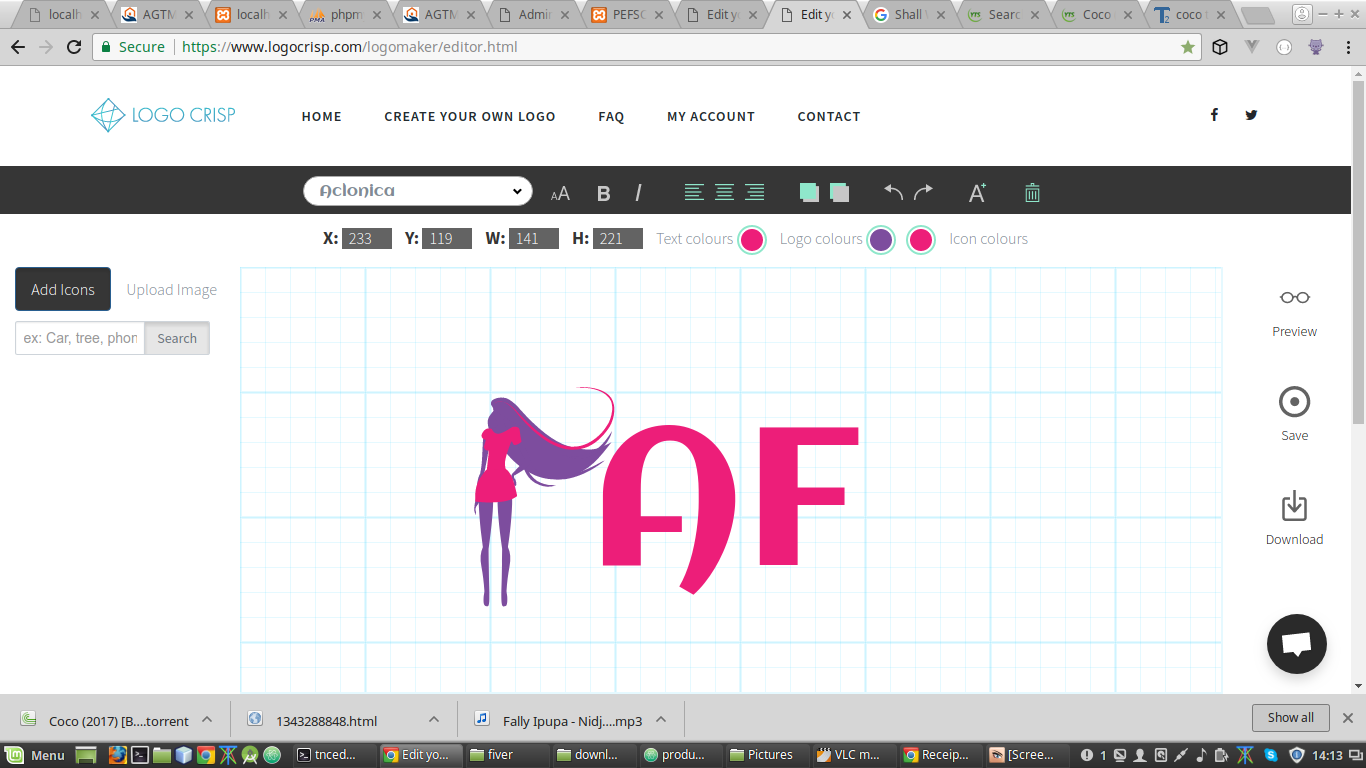 localh AGTM localh phpm AGTM Admin PEFSC Edit yo Edit yo Shall Searc Coco coco
Secure https://www.logocrisp.com/logomaker/editor.html
LOGO CRISP HOME CREATE YOUR OWN LOGO FAQ MY ACCOUNT CONTACT
Aclonica AA B I A+
X: 233 Y: 119 W: 141 H: 221 Text colours Logo colours Icon colours
Add Icons Upload Image
ex: Car, tree, phon Search
Preview
Save
Download
AF
Coco (2017) [B....torrent 1343288848.html Fally Ipupa - Nidj....mp3 Show all
Menu tnced... Edit yo... fiver downl... produ... Pictures VLC m... Receip... [Scree... 1 14:13